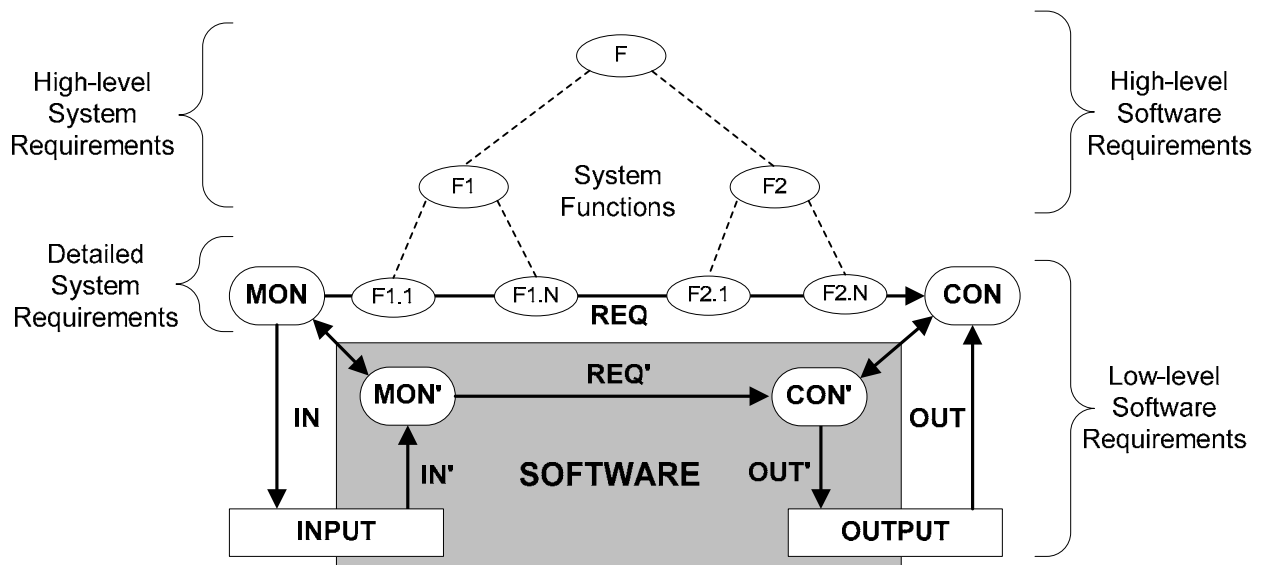 F
High-level
System
Requirements
High-level
Software
Requirements
F1
System
Functions
F2
Detailed
System
Requirements
MON
F1.1
F1.N
F2.1
F2.N
CON
REQ
MON'
REQ'
CON'
IN
OUT
Low-level
Software
Requirements
IN'
SOFTWARE
OUT'
INPUT
OUTPUT